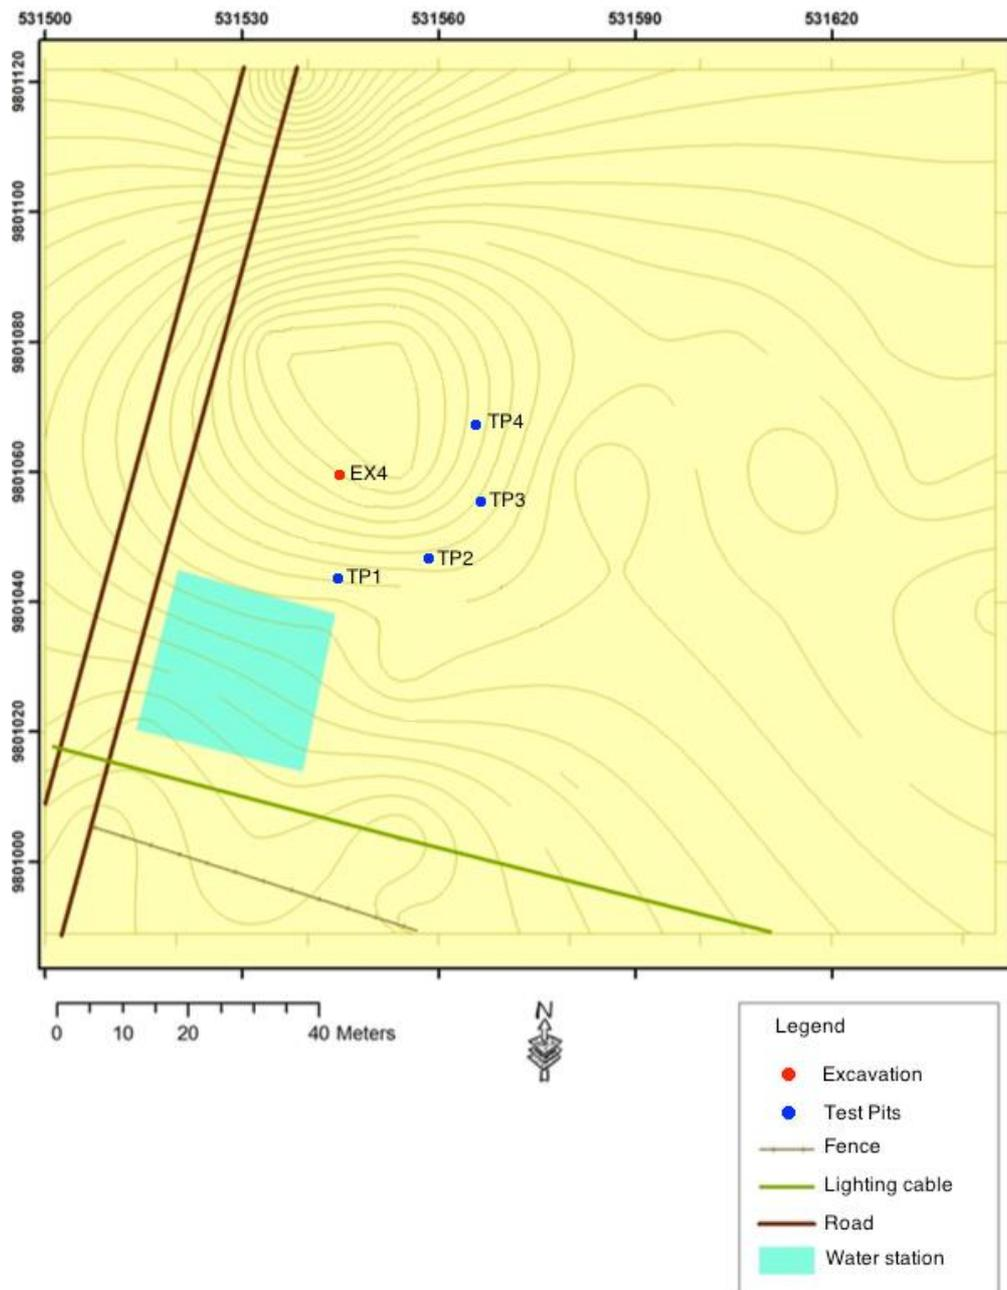 531500 531530 531560 531590 531620
9801120
9801100
9801080
9801060
9801040
9801020
9801000
TP4
EX4
TP3
TP2
TP1
0 10 20 40 Meters
N
Legend
Excavation
Test Pits
Fence
Lighting cable
Road
Water station